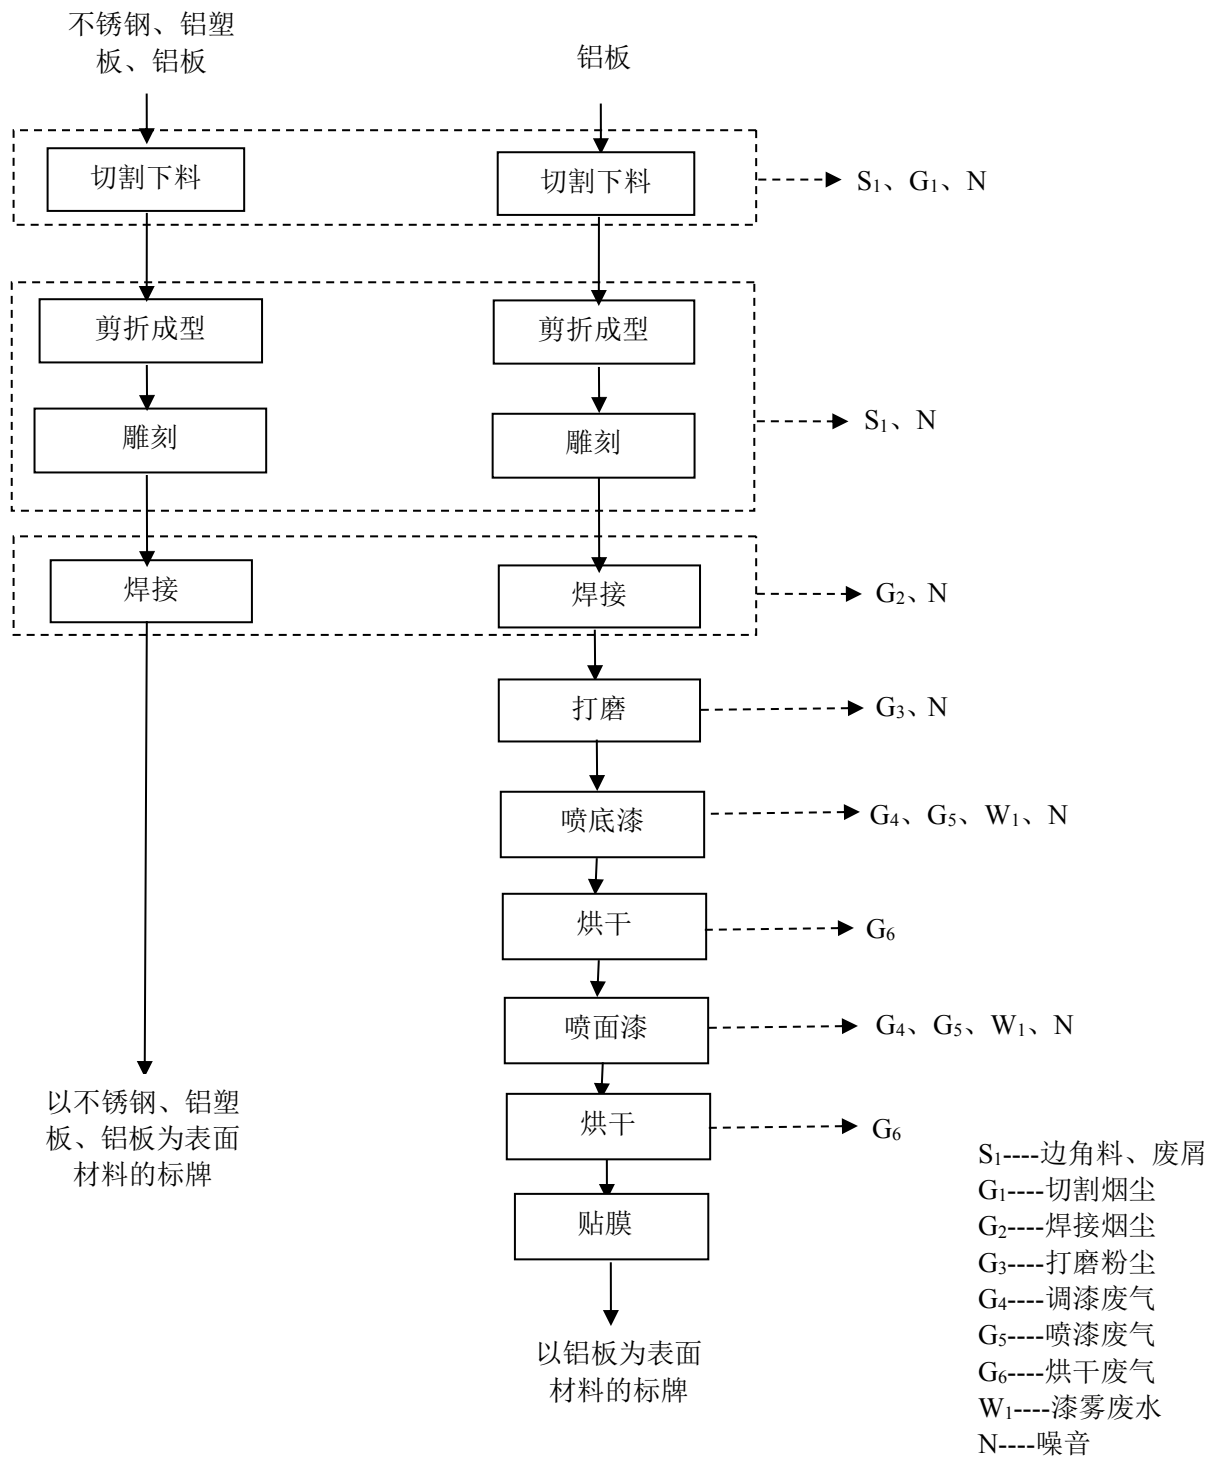 不锈钢、铝塑
板、铝板
铝板
切割下料
切割下料
S₁、G₁、N
剪折成型
剪折成型
雕刻
雕刻
S₁、N
焊接
焊接
G₂、N
打磨
G₃、N
喷底漆
G₄、G₅、W₁、N
烘干
G₆
喷面漆
G₄、G₅、W₁、N
烘干
G₆
以不锈钢、铝塑
板、铝板为表面
材料的标牌
贴膜
以铝板为表面
材料的标牌
S₁----边角料、废屑
G₁----切割烟尘
G₂----焊接烟尘
G₃----打磨粉尘
G₄----调漆废气
G₅----喷漆废气
G₆----烘干废气
W₁----漆雾废水
N----噪音